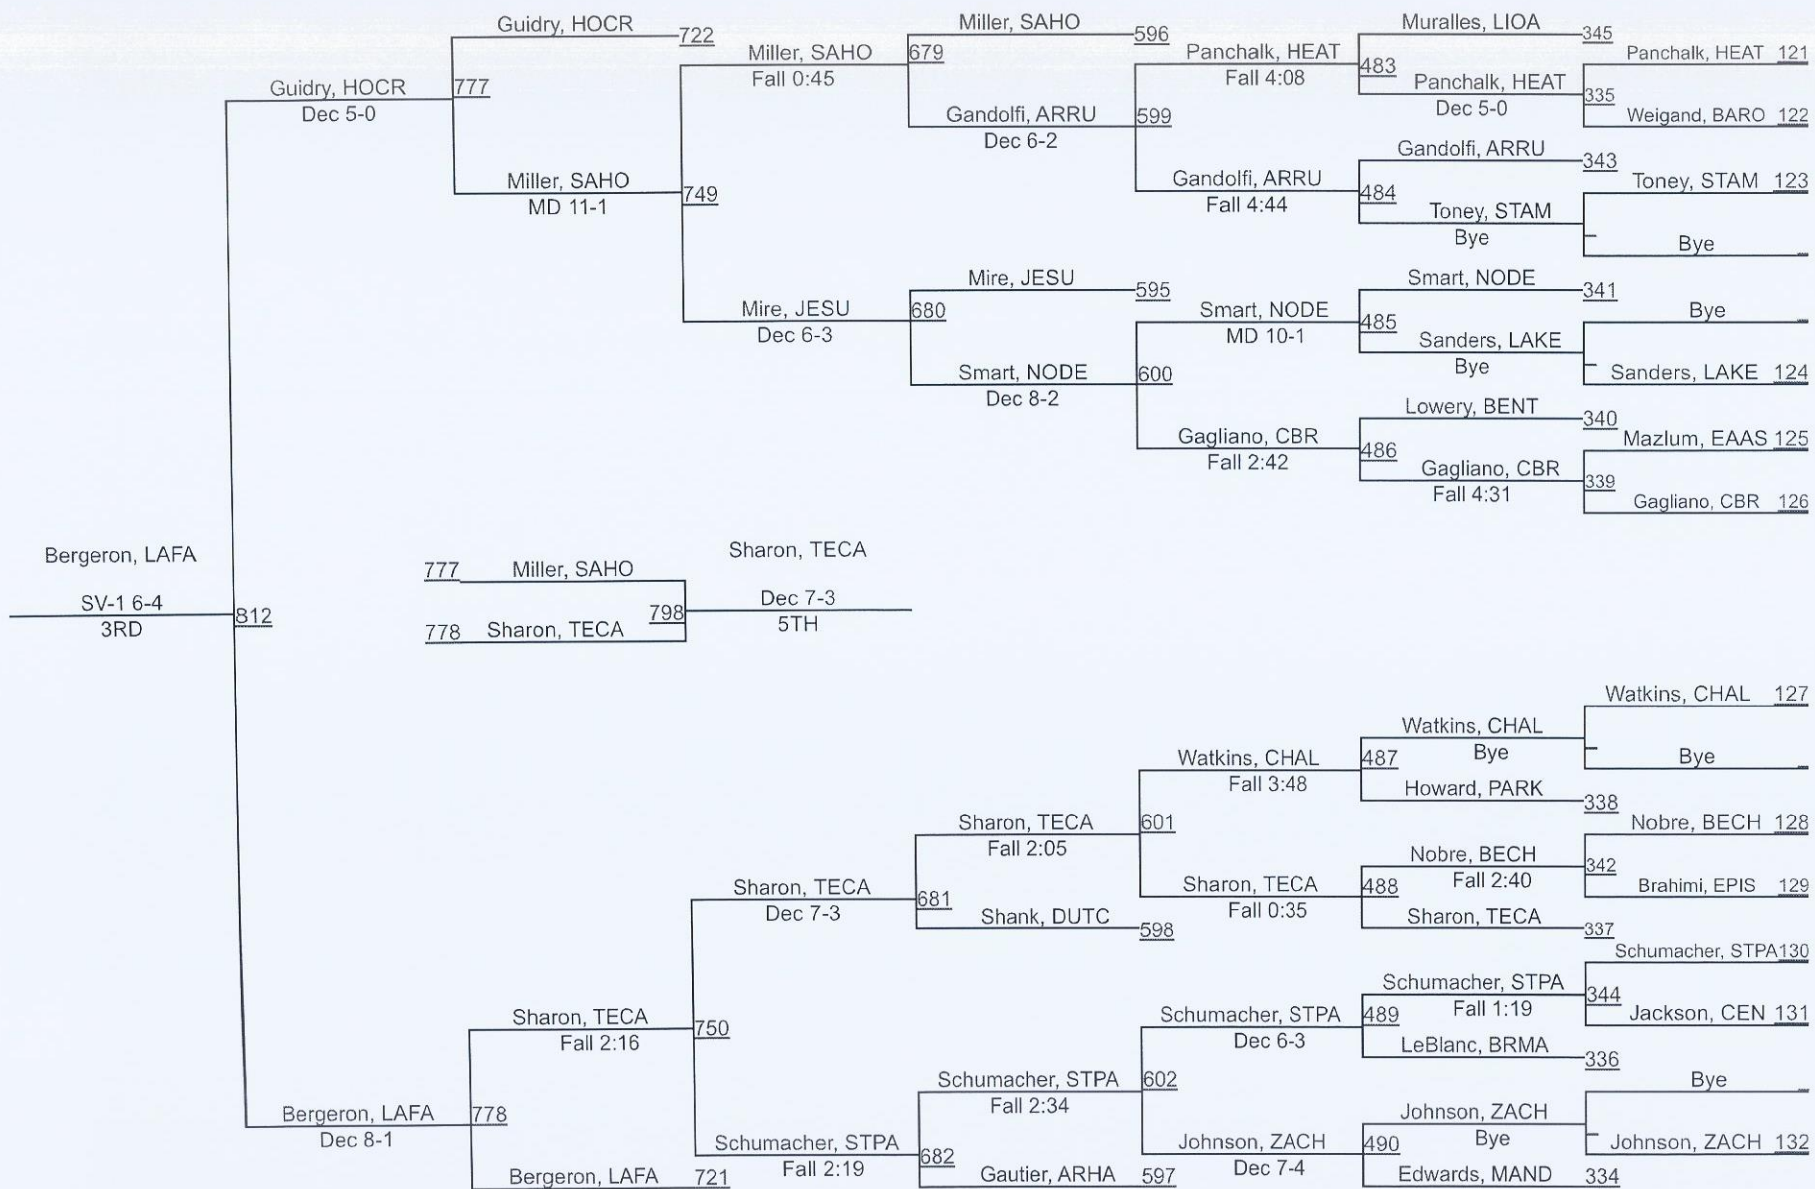 Guidry, HOCR 722
Miller, SAHO 596
Muralles, LIOA 345
Panchalk, HEAT 121
Miller, SAHO 679
Fall 0:45
Panchalk, HEAT 483
Fall 4:08
Panchalk, HEAT 335
Dec 5-0
Weigand, BARO 122
Guidry, HOCR 777
Dec 5-0
Gandolfi, ARRU 599
Dec 6-2
Gandolfi, ARRU 343
Toney, STAM 123
Miller, SAHO 749
MD 11-1
Gandolfi, ARRU 484
Fall 4:44
Toney, STAM
Bye
Bye
Mire, JESU 595
Smart, NODE 341
Bye
Mire, JESU 680
Dec 6-3
Smart, NODE 485
MD 10-1
Sanders, LAKE
Bye
Sanders, LAKE 124
Smart, NODE 600
Dec 8-2
Lowery, BENT 340
Mazlum, EAAS 125
Gagliano, CBR 486
Fall 2:42
Gagliano, CBR 339
Fall 4:31
Gagliano, CBR 126
Bergeron, LAFA
SV-1 6-4 812
3RD
777 Miller, SAHO
Sharon, TECA
798 Dec 7-3
5TH
778 Sharon, TECA
Watkins, CHAL 127
Watkins, CHAL
Bye
Bye
Watkins, CHAL 487
Fall 3:48
Howard, PARK 338
Nobre, BECH 128
Sharon, TECA 601
Fall 2:05
Nobre, BECH 342
Fall 2:40
Brahimi, EPIS 129
Sharon, TECA 681
Dec 7-3
Sharon, TECA 488
Fall 0:35
Shank, DUTC 598
Sharon, TECA 337
Schumacher, STPA 130
Schumacher, STPA 344
Fall 1:19
Jackson, CEN 131
Sharon, TECA 750
Fall 2:16
Schumacher, STPA 489
Dec 6-3
LeBlanc, BRMA 336
Bye
Schumacher, STPA 602
Fall 2:34
Bergeron, LAFA 778
Dec 8-1
Johnson, ZACH
Bye
Johnson, ZACH 132
Schumacher, STPA 682
Fall 2:19
Johnson, ZACH 490
Dec 7-4
Bergeron, LAFA 721
Gautier, ARHA 597
Edwards, MAND 334